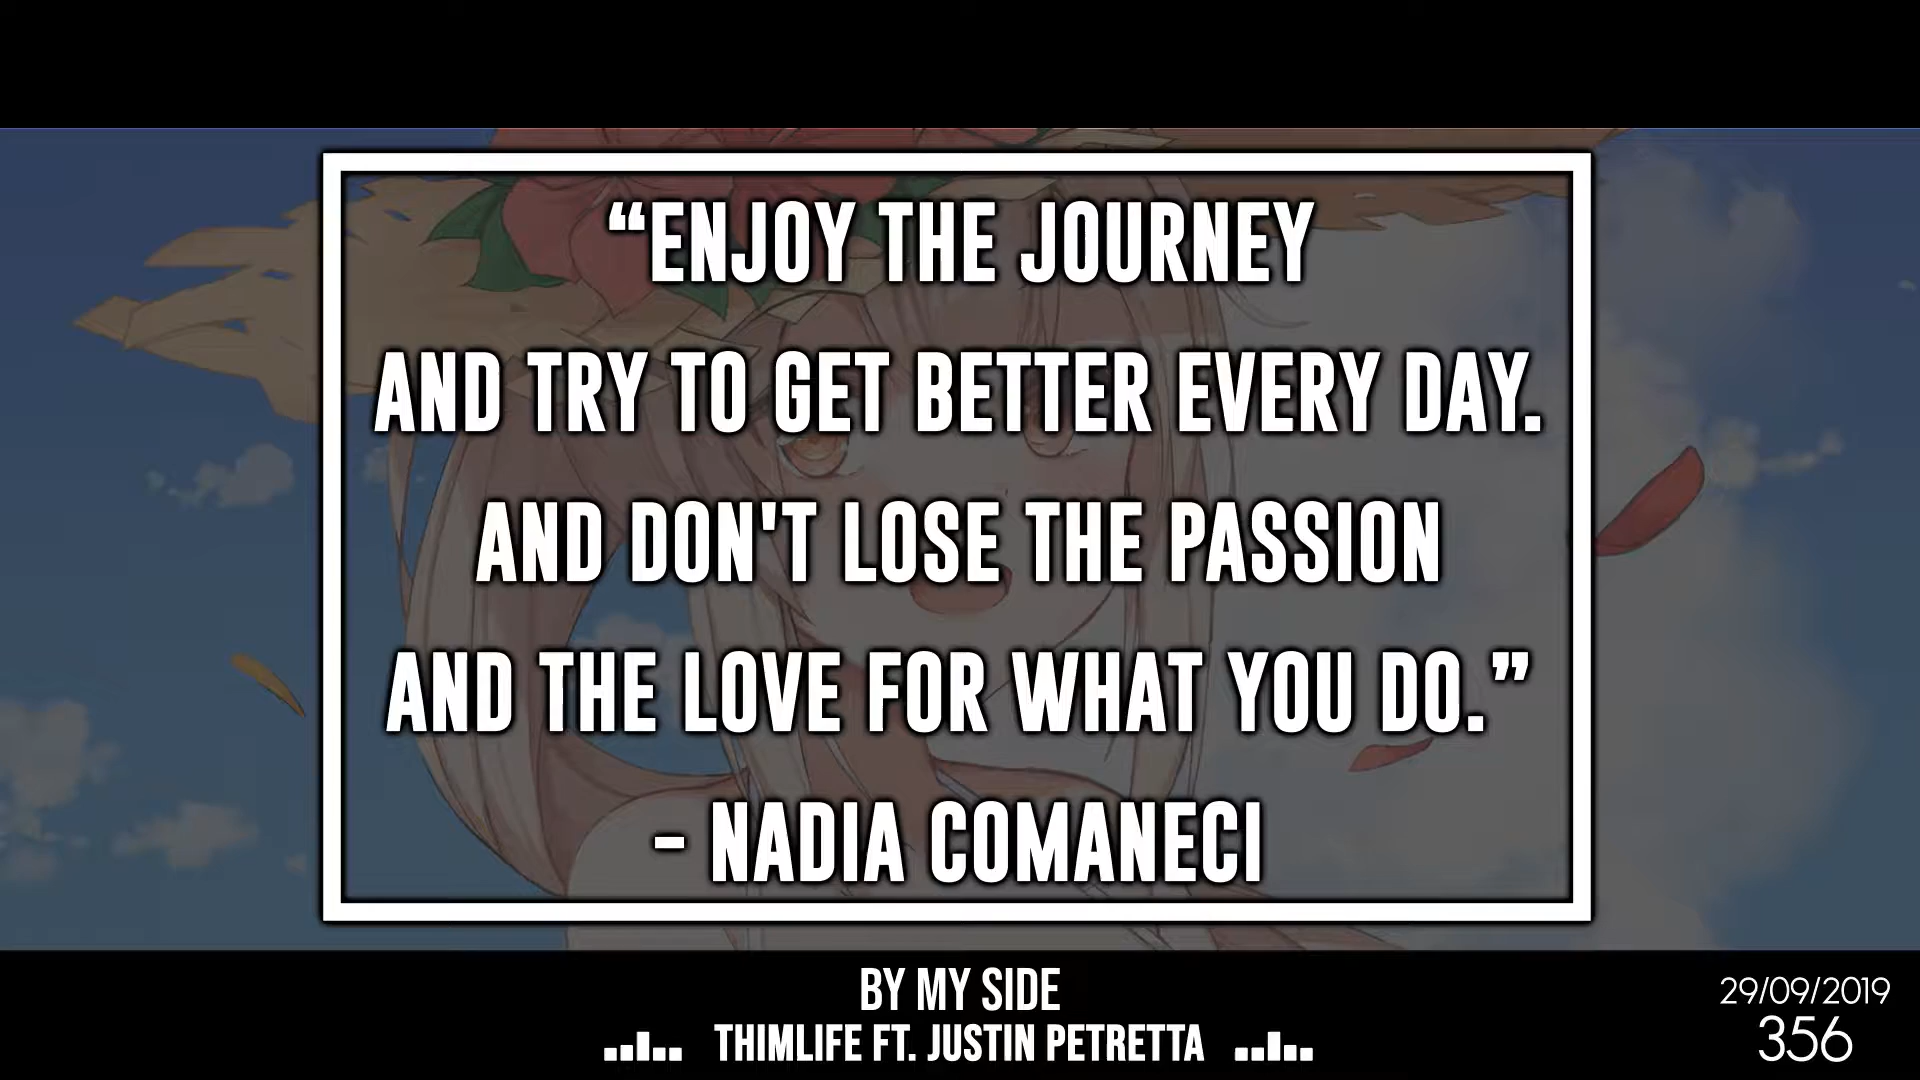 “ENJOY THE JOURNEY
AND TRY TO GET BETTER EVERY DAY.
AND DON'T LOSE THE PASSION
AND THE LOVE FOR WHAT YOU DO.”
- NADIA COMANECI
BY MY SIDE
THIMLIFE FT. JUSTIN PETRETTA
29/09/2019
356